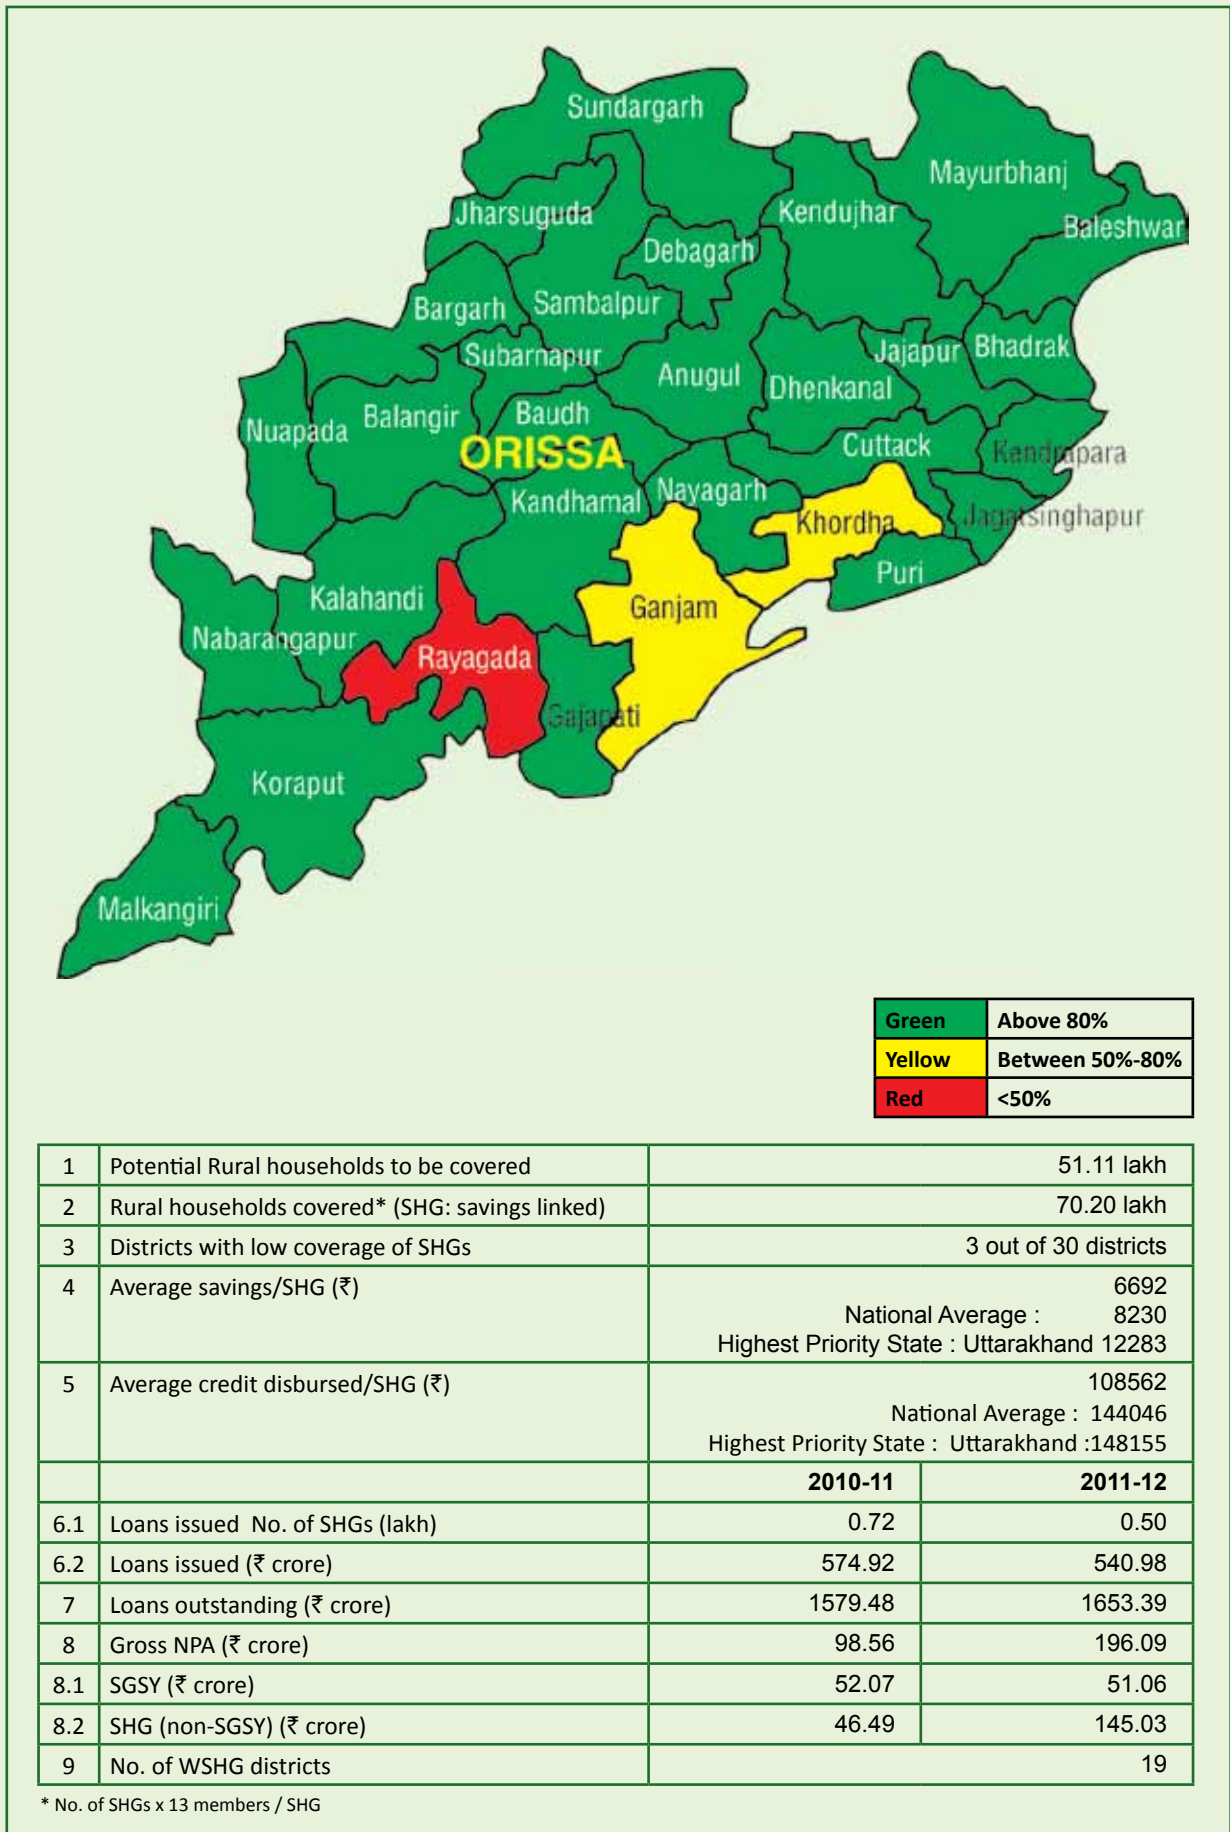 Sundargarh
Mayurbhanj
Jharsuguda
Kendujhar
Baleshwar
Debagarh
Bargarh
Sambalpur
Subarnapur
Jajapur
Bhadrak
Anugul
Dhenkanal
Nuapada
Balangir
Baudh
ORISSA
Cuttack
Kendrapara
Kandhamal
Nayagarh
Khordha
Jagatsinghapur
Puri
Kalahandi
Ganjam
Nabarangapur
Rayagada
Gajapati
Koraput
Malkangiri
Green Above 80%
Yellow Between 50%-80%
Red <50%
1 Potential Rural households to be covered 51.11 lakh
2 Rural households covered* (SHG: savings linked) 70.20 lakh
3 Districts with low coverage of SHGs 3 out of 30 districts
4 Average savings/SHG (₹) 6692
National Average : 8230
Highest Priority State : Uttarakhand 12283
5 Average credit disbursed/SHG (₹) 108562
National Average : 144046
Highest Priority State : Uttarakhand :148155
2010-11 2011-12
6.1 Loans issued No. of SHGs (lakh) 0.72 0.50
6.2 Loans issued (₹ crore) 574.92 540.98
7 Loans outstanding (₹ crore) 1579.48 1653.39
8 Gross NPA (₹ crore) 98.56 196.09
8.1 SGSY (₹ crore) 52.07 51.06
8.2 SHG (non-SGSY) (₹ crore) 46.49 145.03
9 No. of WSHG districts 19
* No. of SHGs x 13 members / SHG